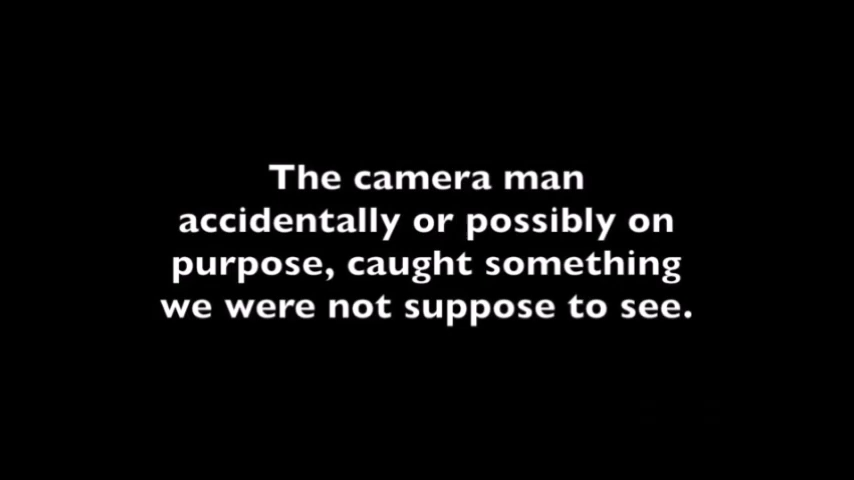 The camera man
accidentally or possibly on
purpose, caught something
we were not suppose to see.